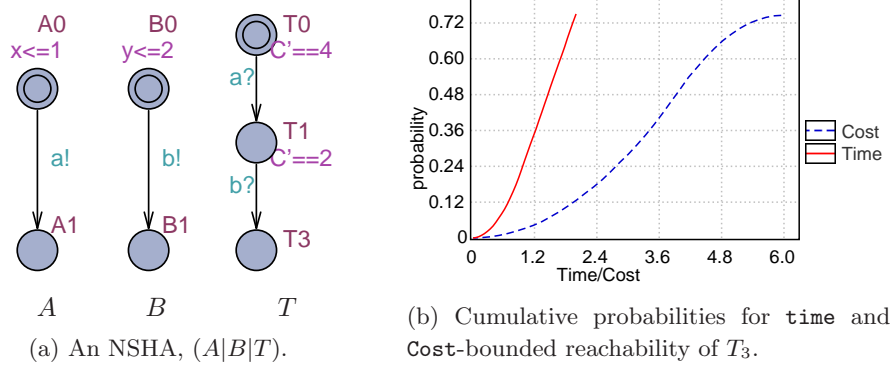 A0
x<=1
a!
A1
A
B0
y<=2
b!
B1
B
T0
C'==4
a?
T1
C'==2
b?
T3
T
(a) An NSHA, (A|B|T).
probability
0.72
0.60
0.48
0.36
0.24
0.12
0
0 1.2 2.4 3.6 4.8 6.0
Time/Cost
Cost
Time
(b) Cumulative probabilities for time and
Cost-bounded reachability of T3.